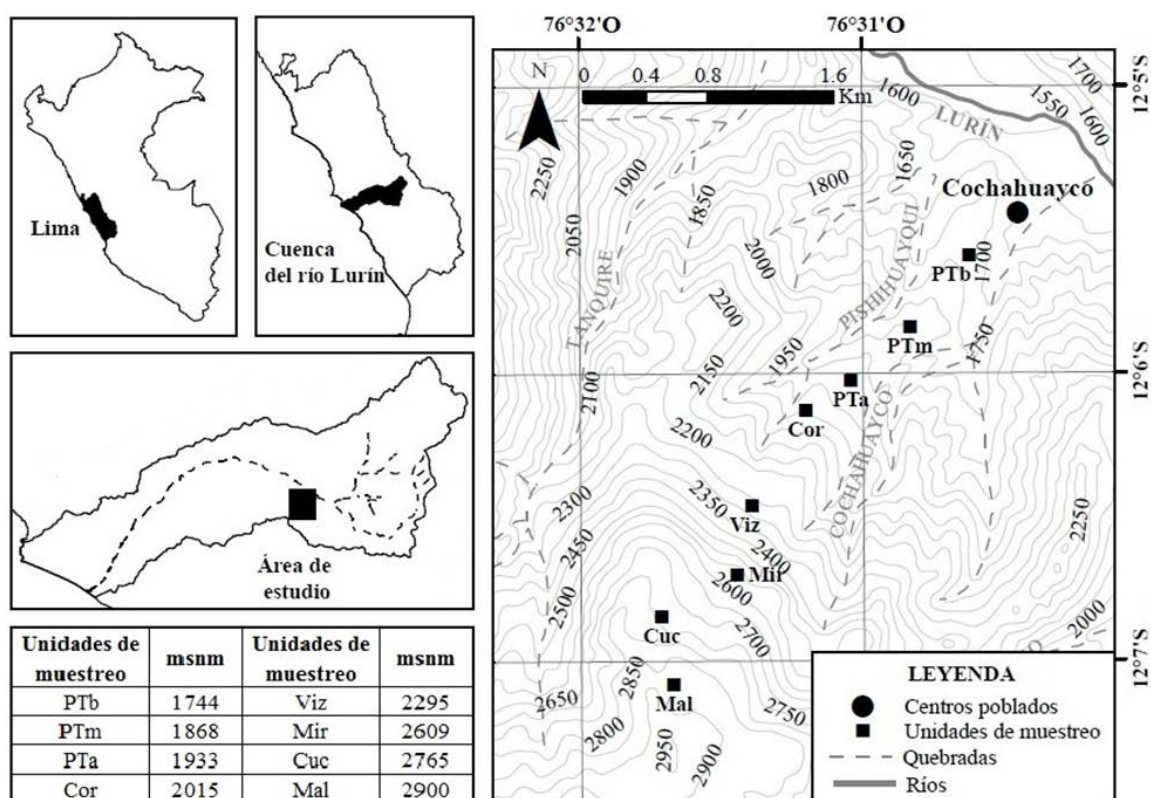 Lima
Cuenca
del río Lurín
Área de
estudio
Unidades de muestreo msnm Unidades de muestreo msnm
PTb 1744 Viz 2295
PTm 1868 Mir 2609
PTa 1933 Cuc 2765
Cor 2015 Mal 2900
76°32'O 76°31'O
N
0 0.4 0.8 1.6
Km
12°5'S
12°6'S
12°7'S
1700
1600
1550
1600
LURÍN
2250
1900
1850
1800
1650
Cochahuayco
2050
2000
PTb
1700
TANQUIRE
PISHIHUAYQUI
2200
PTm
1750
1950
2150
2100
PTa
Cor
2200
COCHAHUAYCO
2300
2350
Viz
2250
2450
2400
Mir
2600
2500
Cuc
2700
2000
O
2850
2650
Mal
2750
2800
2950
2900
LEYENDA
Centros poblados
Unidades de muestreo
Quebradas
Ríos